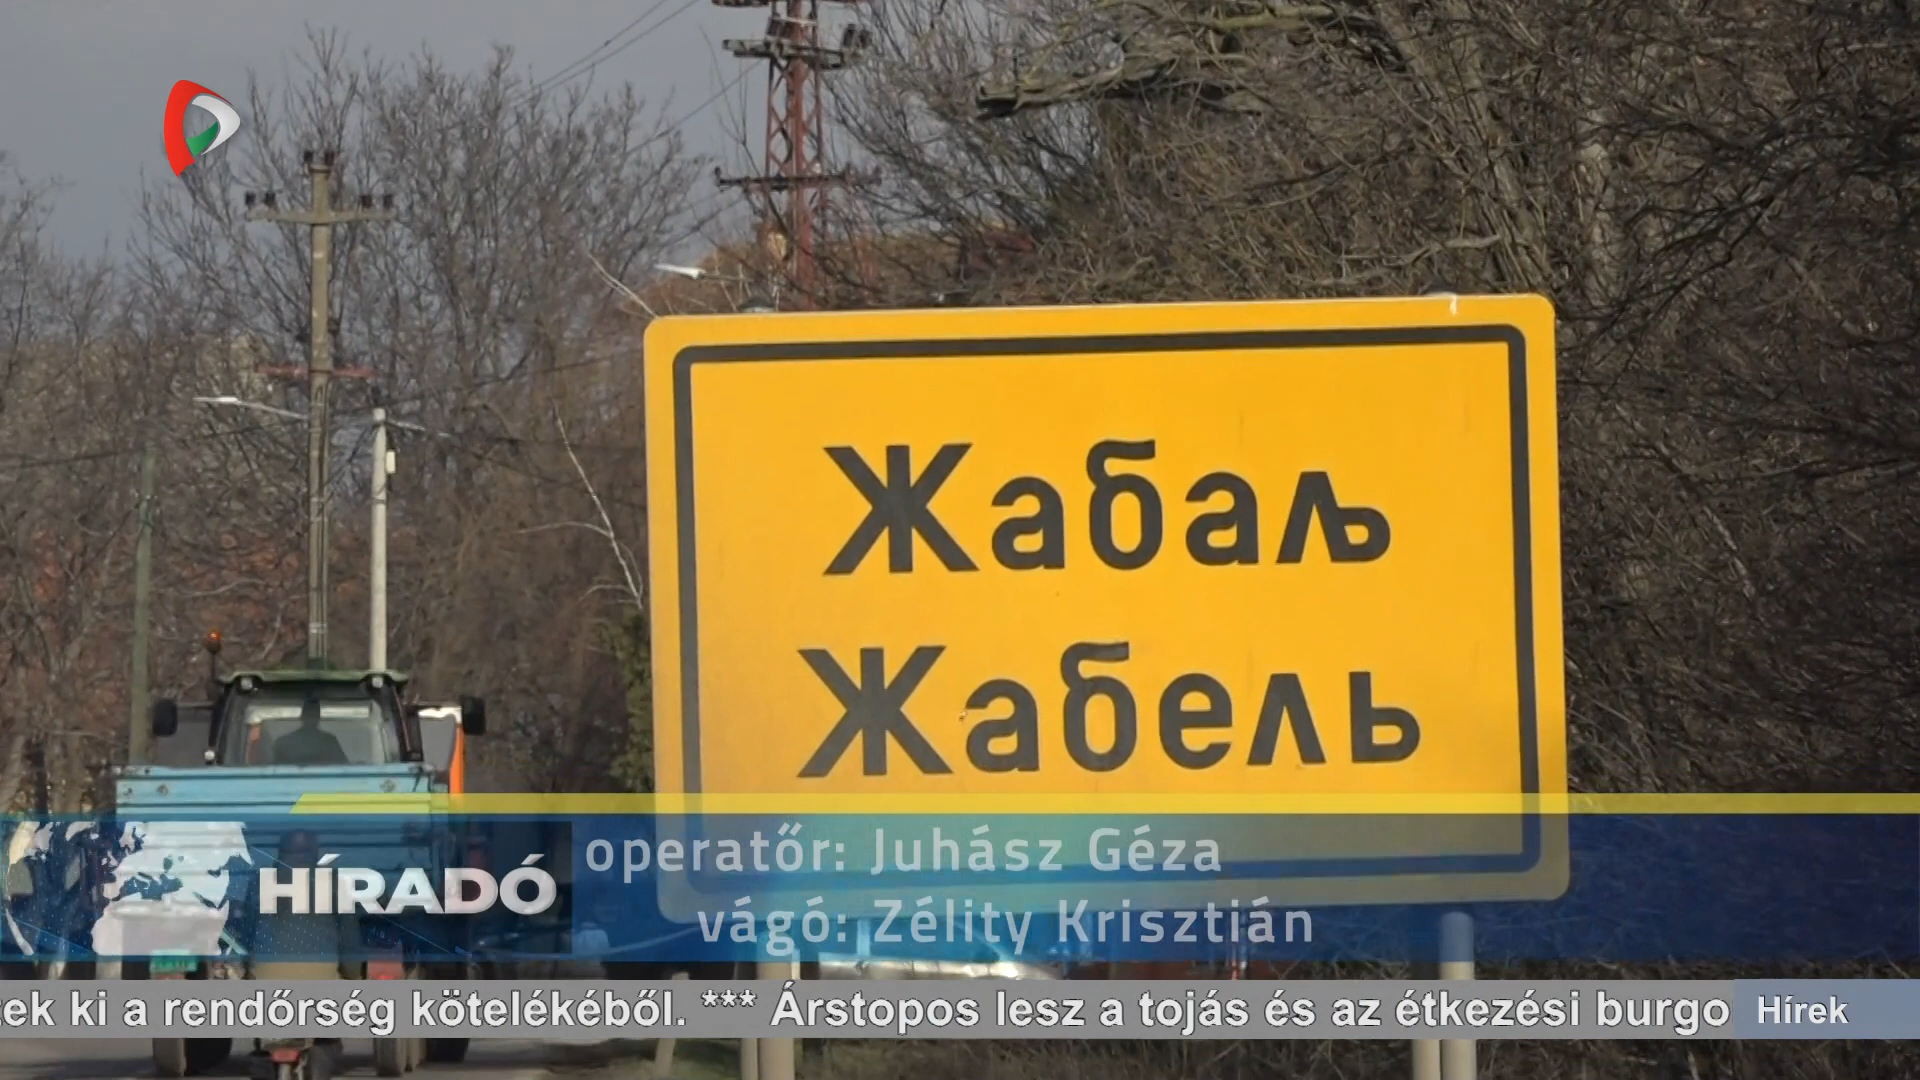 Жабаљ
Жабель
operatőr: Juhász Géza
HÍRADÓ
vágó: Zélity Krisztián
ki a rendőrség kötelékéből. *** Árstopos lesz a tojás és az étkezési burgo
Hírek